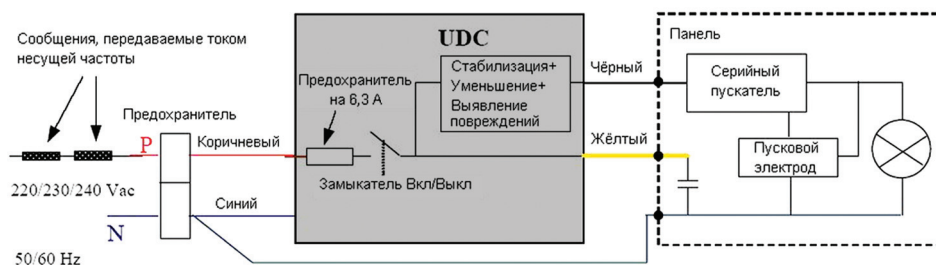 Сообщения, передаваемые током
несущей частоты
Предохранитель
P
Коричневый
220/230/240 Vac
N
Синий
50/60 Hz
UDC
Предохранитель
на 6,3 А
Стабилизация+
Уменьшение+
Выявление
повреждений
Замыкатель Вкл/Выкл
Чёрный
Жёлтый
Панель
Серийный
пускатель
Пусковой
электрод